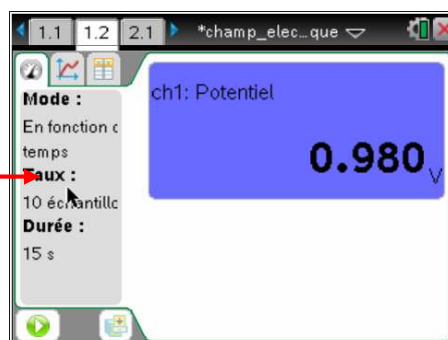 1.1 1.2 2.1 *champ_elec…que
Mode :
En fonction d
temps
Taux :
10 échantillo
Durée :
15 s
ch1: Potentiel
0.980 V